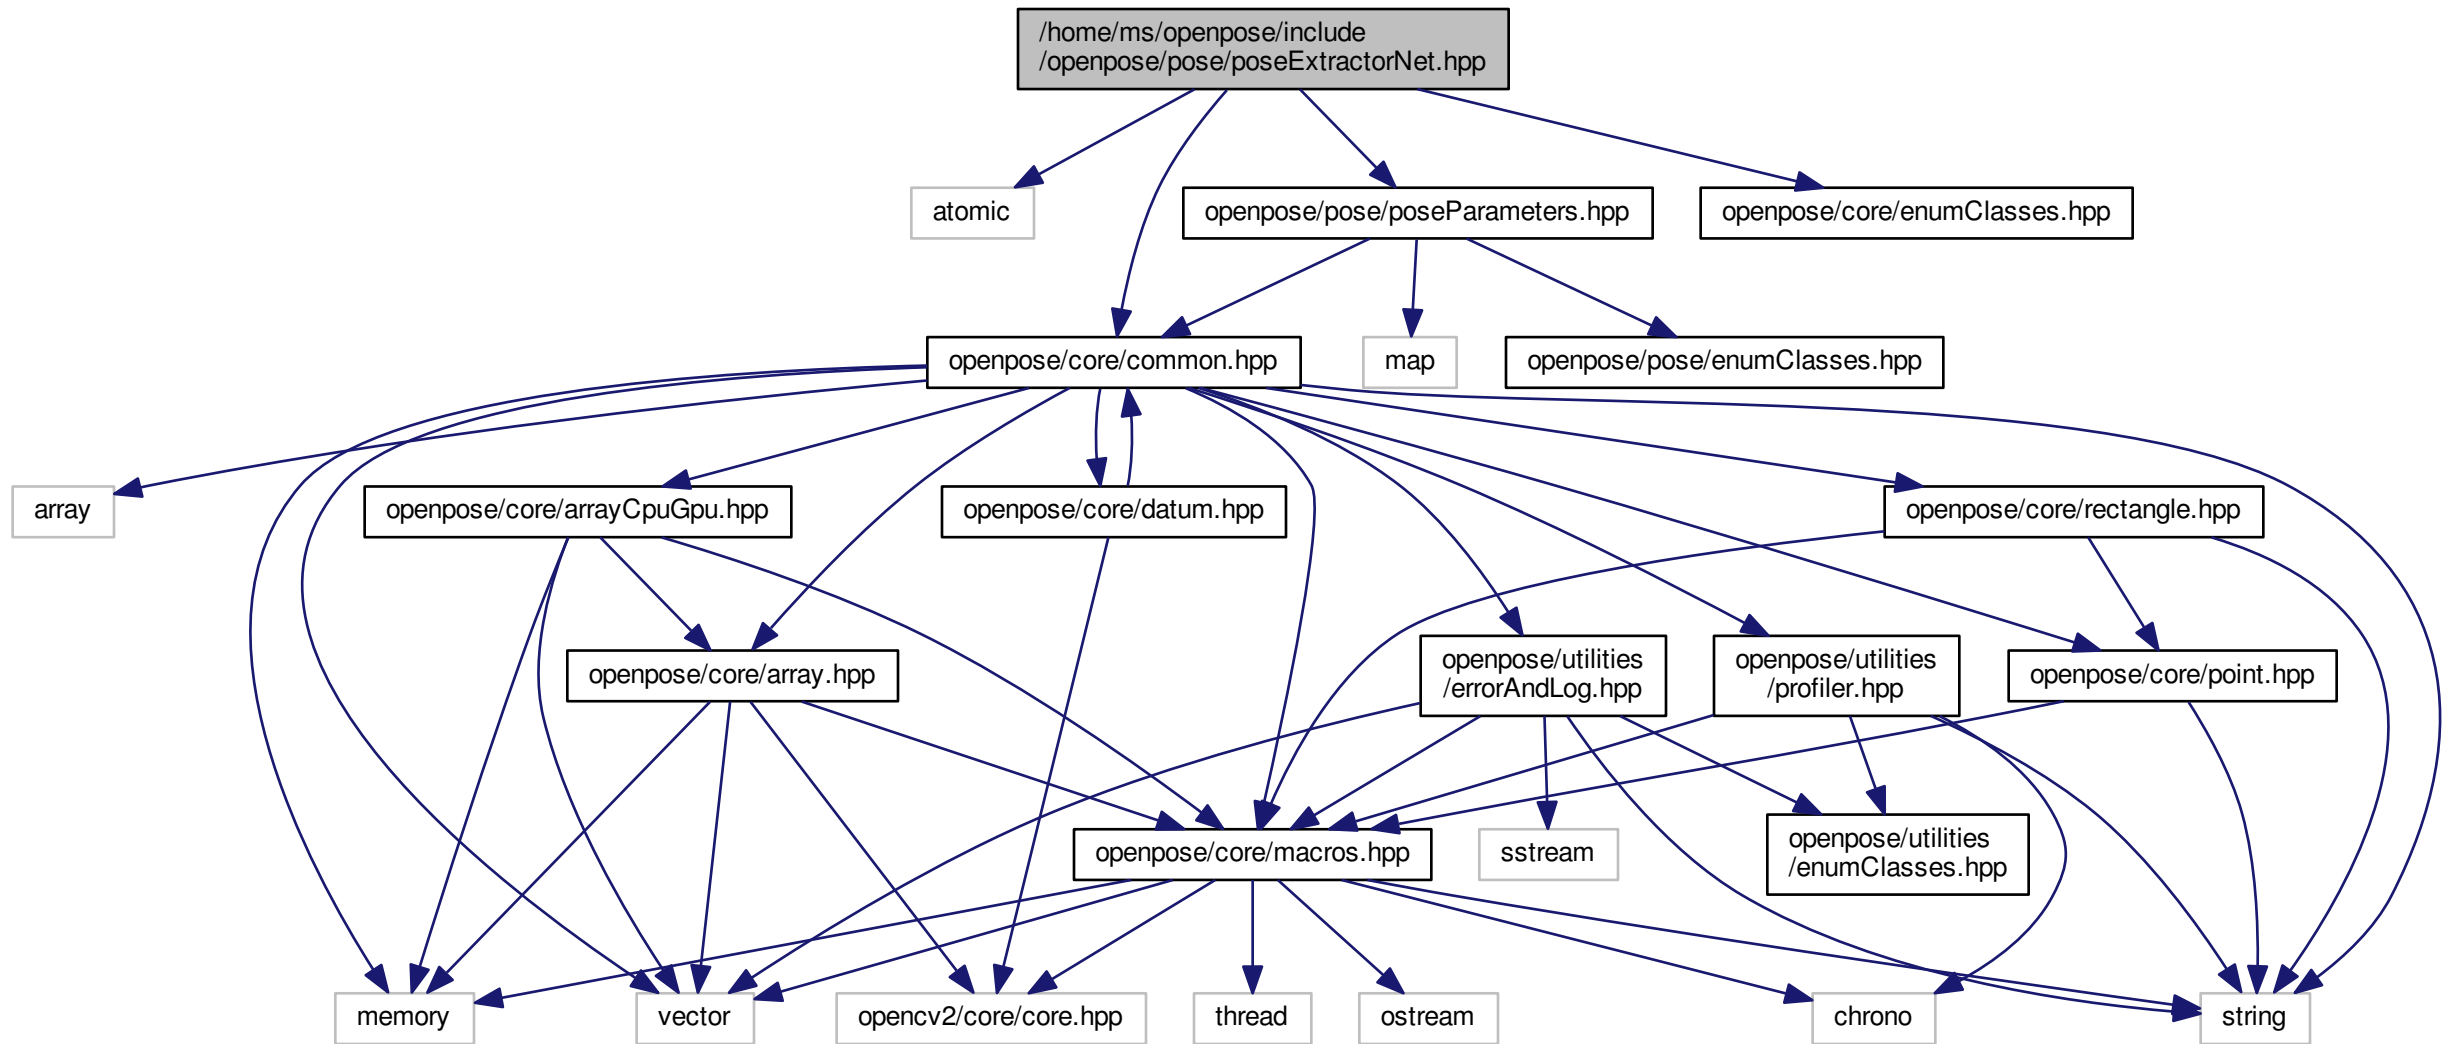 /home/ms/openpose/include
/openpose/pose/poseExtractorNet.hpp
atomic
openpose/pose/poseParameters.hpp
openpose/core/enumClasses.hpp
openpose/core/common.hpp
map
openpose/pose/enumClasses.hpp
array
openpose/core/arrayCpuGpu.hpp
openpose/core/datum.hpp
openpose/core/rectangle.hpp
openpose/core/array.hpp
openpose/utilities
/errorAndLog.hpp
openpose/utilities
/profiler.hpp
openpose/core/point.hpp
openpose/core/macros.hpp
sstream
openpose/utilities
/enumClasses.hpp
memory
vector
opencv2/core/core.hpp
thread
ostream
chrono
string